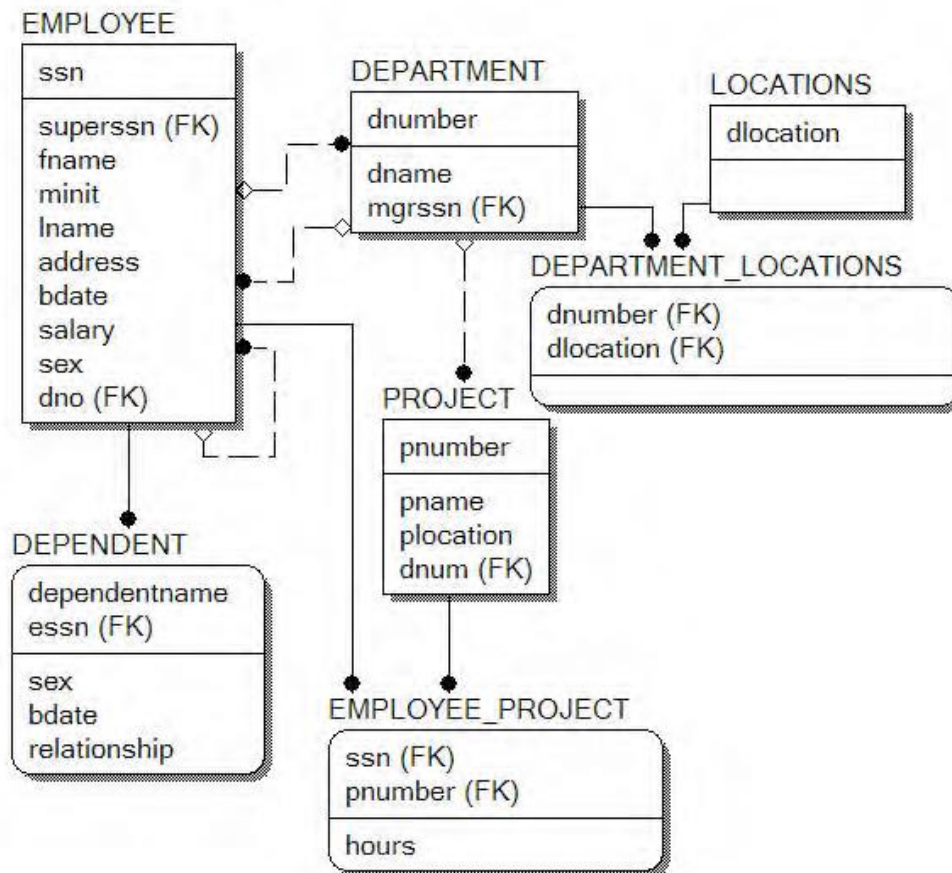 EMPLOYEE
ssn
superssn (FK)
fname
minit
lname
address
bdate
salary
sex
dno (FK)
DEPARTMENT
dnumber
dname
mgrssn (FK)
LOCATIONS
dlocation
DEPARTMENT_LOCATIONS
dnumber (FK)
dlocation (FK)
PROJECT
pnumber
pname
plocation
dnum (FK)
DEPENDENT
dependentname
essn (FK)
sex
bdate
relationship
EMPLOYEE_PROJECT
ssn (FK)
pnumber (FK)
hours